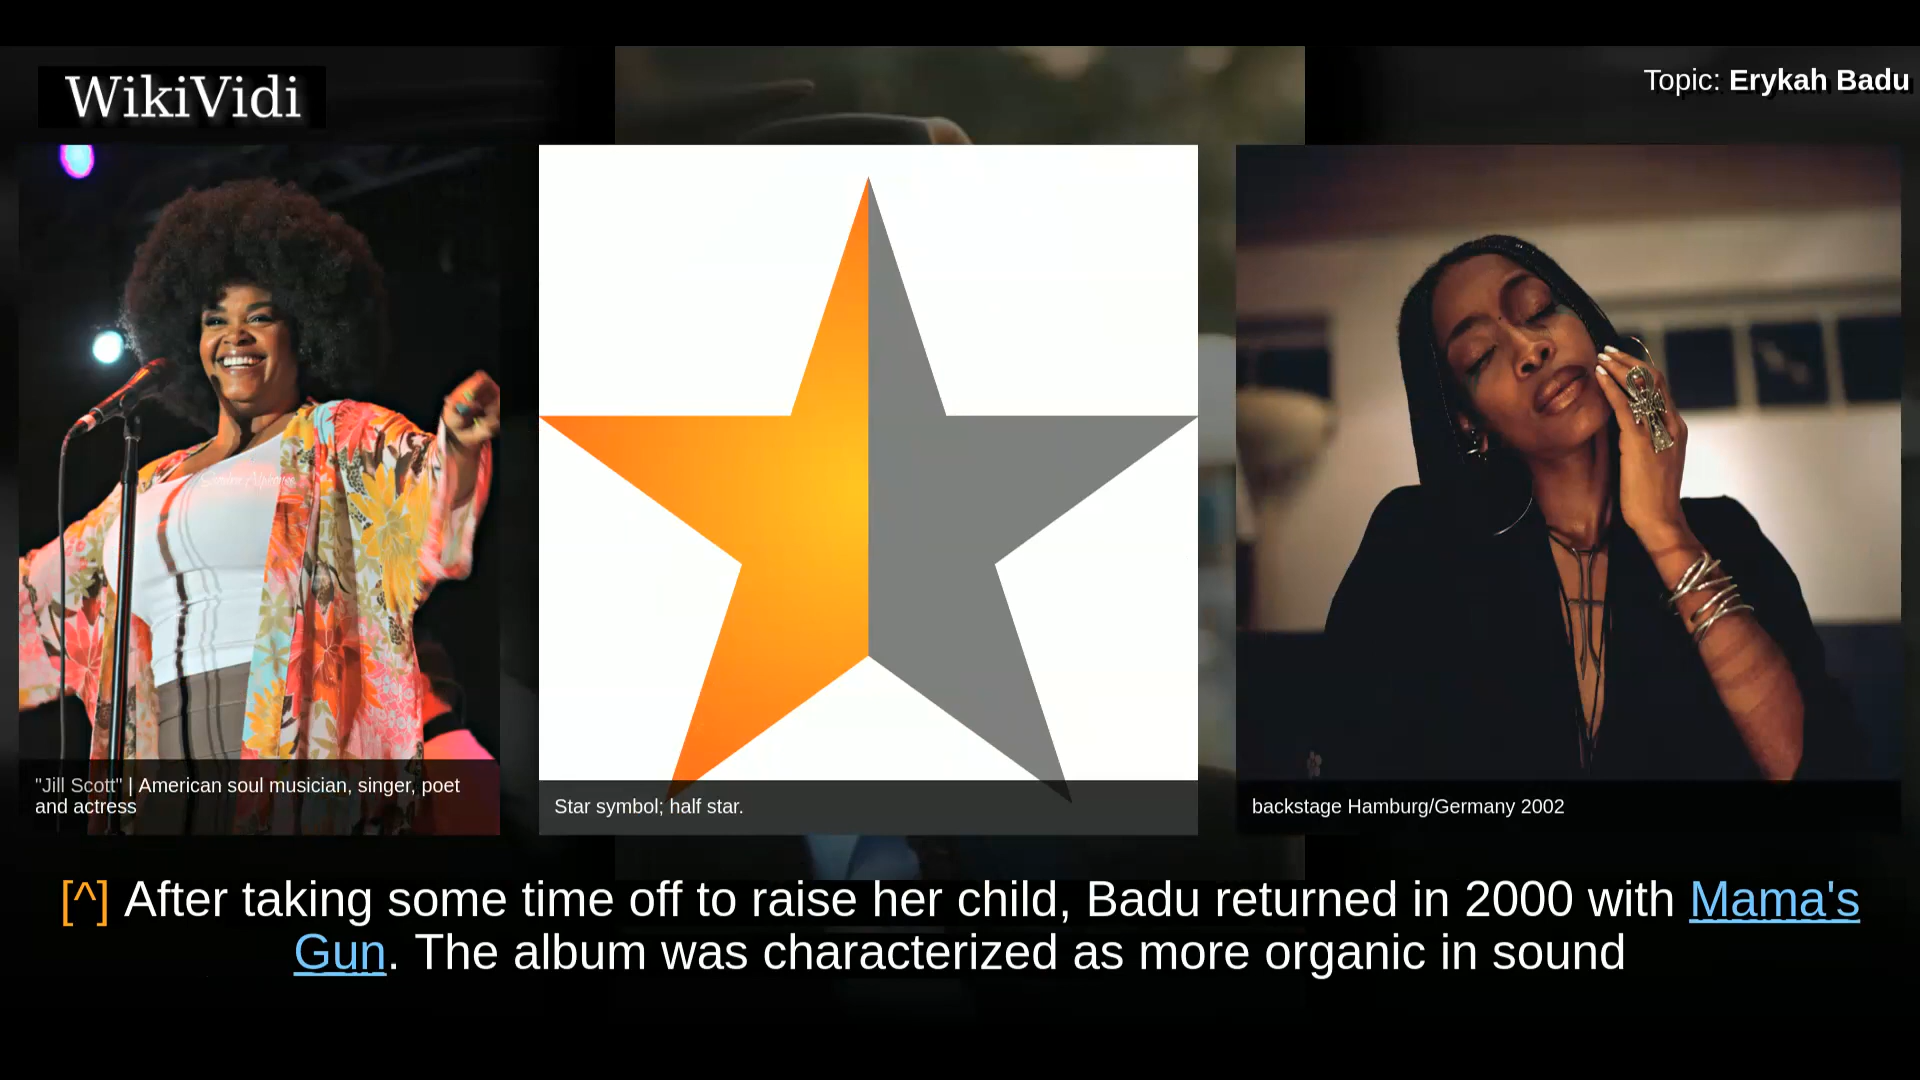 WikiVidi
Topic: Erykah Badu
"Jill Scott" | American soul musician, singer, poet
and actress
Star symbol; half star.
backstage Hamburg/Germany 2002
[^] After taking some time off to raise her child, Badu returned in 2000 with Mama's
Gun. The album was characterized as more organic in sound